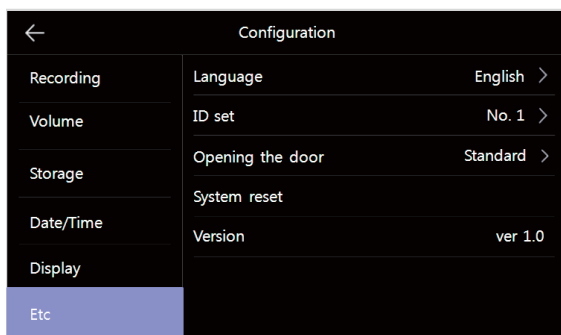 Configuration
Recording
Volume
Storage
Date/Time
Display
Etc
Language English
ID set No. 1
Opening the door Standard
System reset
Version ver 1.0